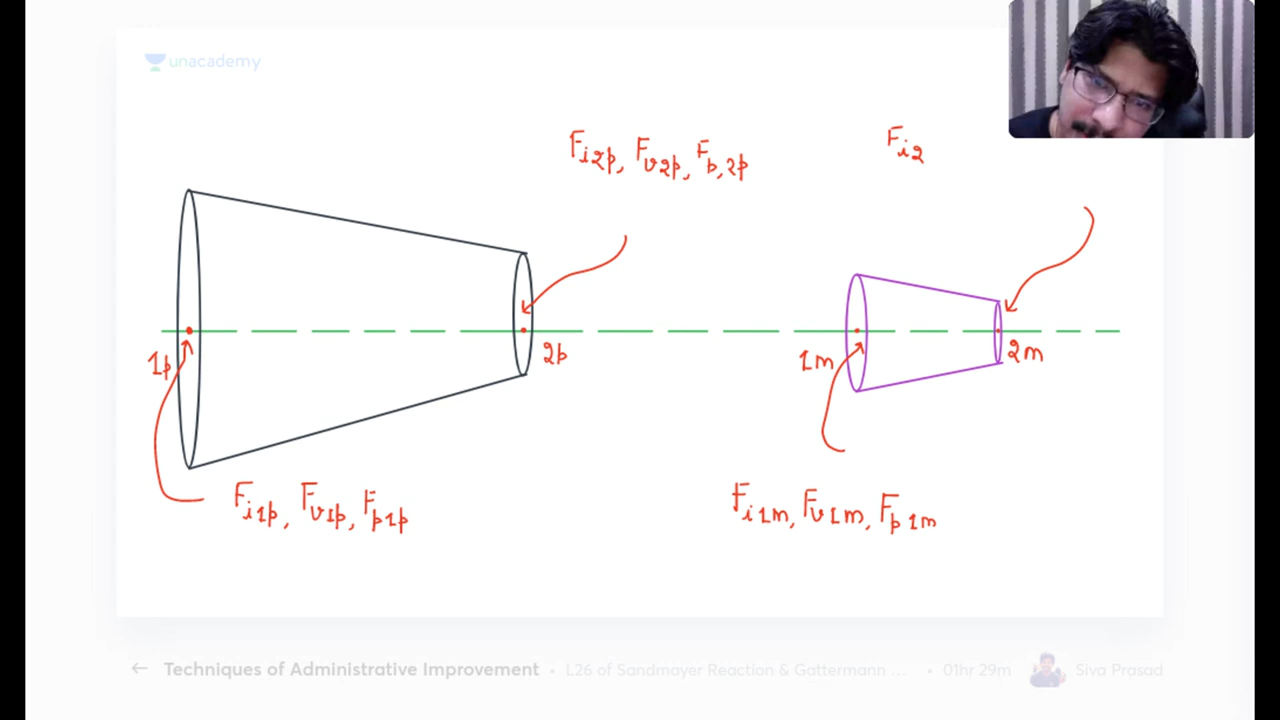 unacademy
F_i2p, F_v2p, F_p,2p
F_i2
1p
2p
1m
2m
F_i1p, F_v1p, F_p1p
F_i1m, F_v1m, F_p1m
← Techniques of Administrative Improvement • L26 of Sandmayer Reaction & Gattermann ... • 01hr 29m Siva Prasad